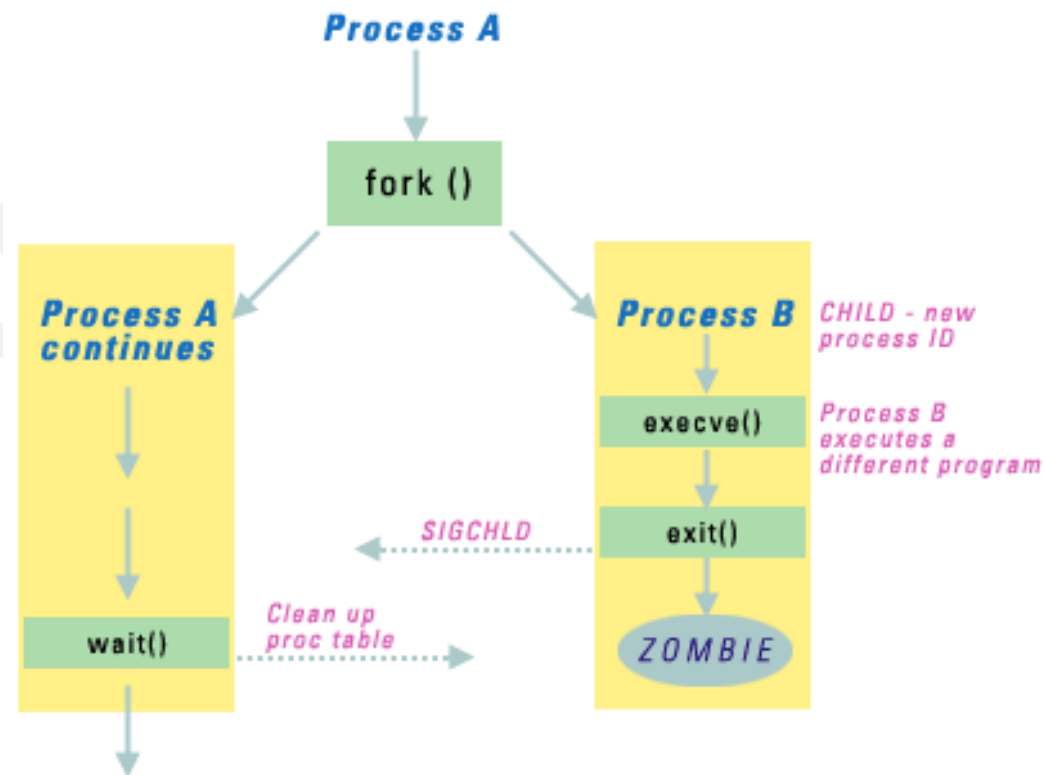 Process A
fork ()
Process A
continues
Process B
CHILD - new
process ID
execve()
Process B
executes a
different program
SIGCHLD
exit()
Clean up
proc table
wait()
ZOMBIE